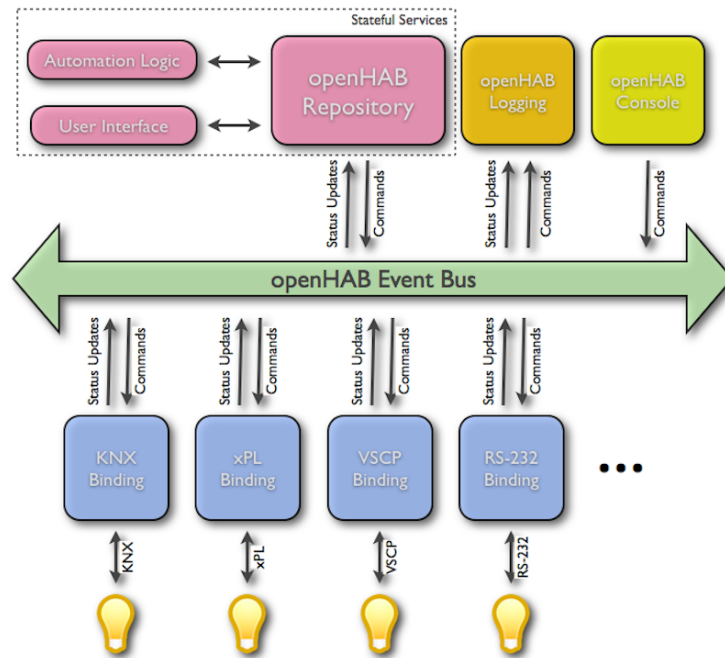 Stateful Services
Automation Logic
User Interface
openHAB
Repository
openHAB
Logging
openHAB
Console
Status Updates
Commands
Status Updates
Commands
Commands
openHAB Event Bus
Status Updates
Commands
Status Updates
Commands
Status Updates
Commands
Status Updates
Commands
KNX
Binding
xPL
Binding
VSCP
Binding
RS-232
Binding
KNX
xPL
VSCP
RS-232